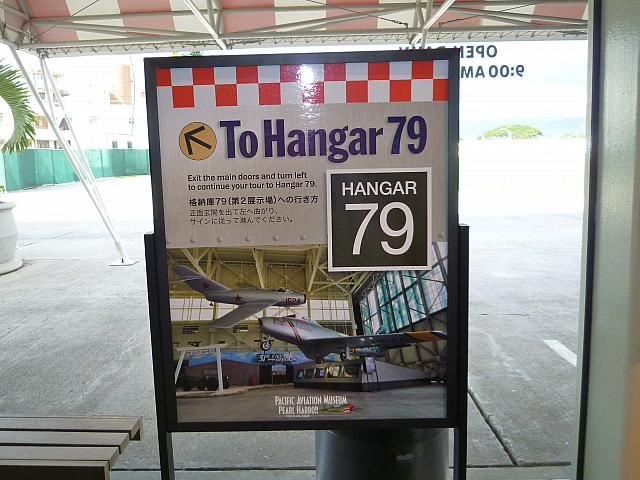 OPEN
9:00 AM
To Hangar 79
Exit the main doors and turn left
to continue your tour to Hangar 79.
格納庫79(第2展示場)への行き方
正面玄関を出て左へ曲がり、
サインに従って進んでください。
HANGAR
79
1624
PACIFIC AVIATION MUSEUM
PEARL HARBOR